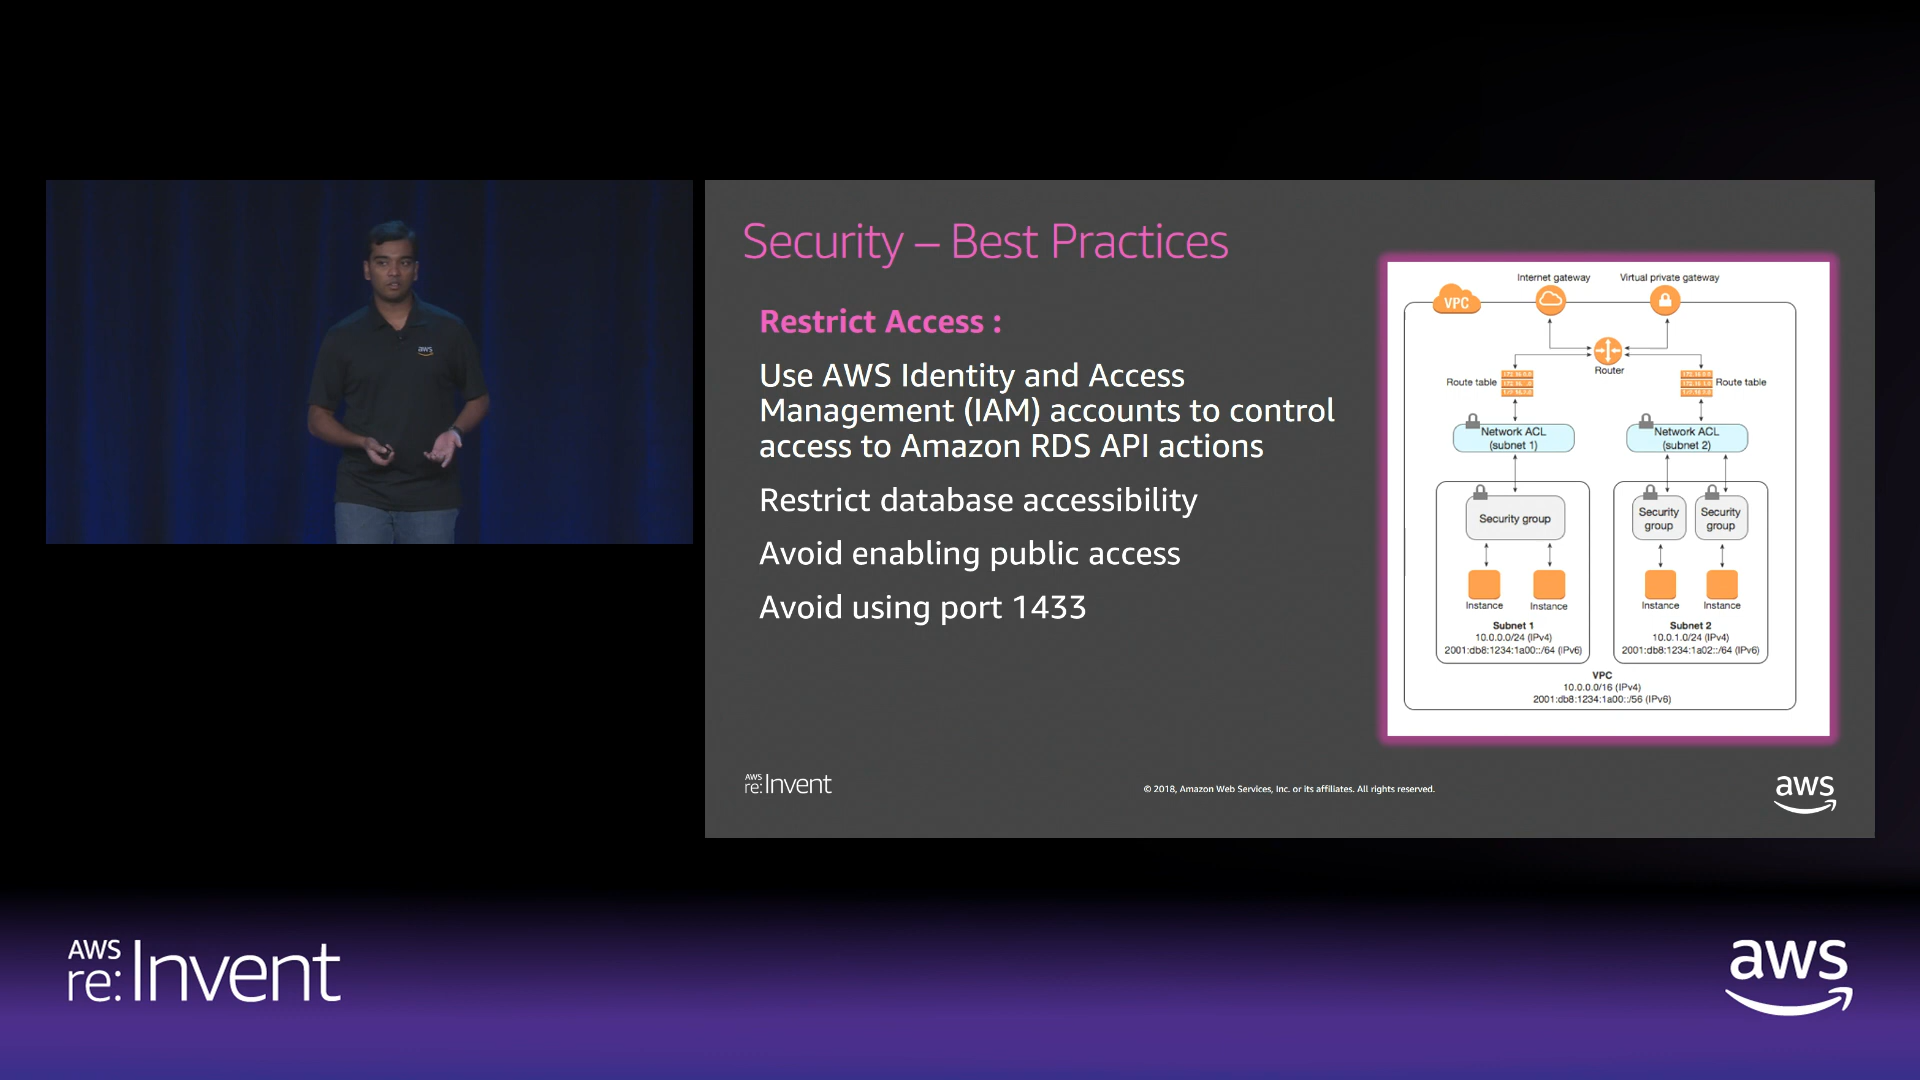 aws
Security – Best Practices
Restrict Access :
Use AWS Identity and Access
Management (IAM) accounts to control
access to Amazon RDS API actions
Restrict database accessibility
Avoid enabling public access
Avoid using port 1433
Internet gateway
Virtual private gateway
VPC
Router
Route table
Route table
Network ACL
(subnet 1)
Network ACL
(subnet 2)
Security group
Security
group
Security
group
Instance
Instance
Instance
Instance
Subnet 1
10.0.0.0/24 (IPv4)
2001:db8:1234:1a00::/64 (IPv6)
Subnet 2
10.0.1.0/24 (IPv4)
2001:db8:1234:1a02::/64 (IPv6)
VPC
10.0.0.0/16 (IPv4)
2001:db8:1234:1a00::/56 (IPv6)
AWS
re:Invent
© 2018, Amazon Web Services, Inc. or its affiliates. All rights reserved.
aws
AWS
re:Invent
aws